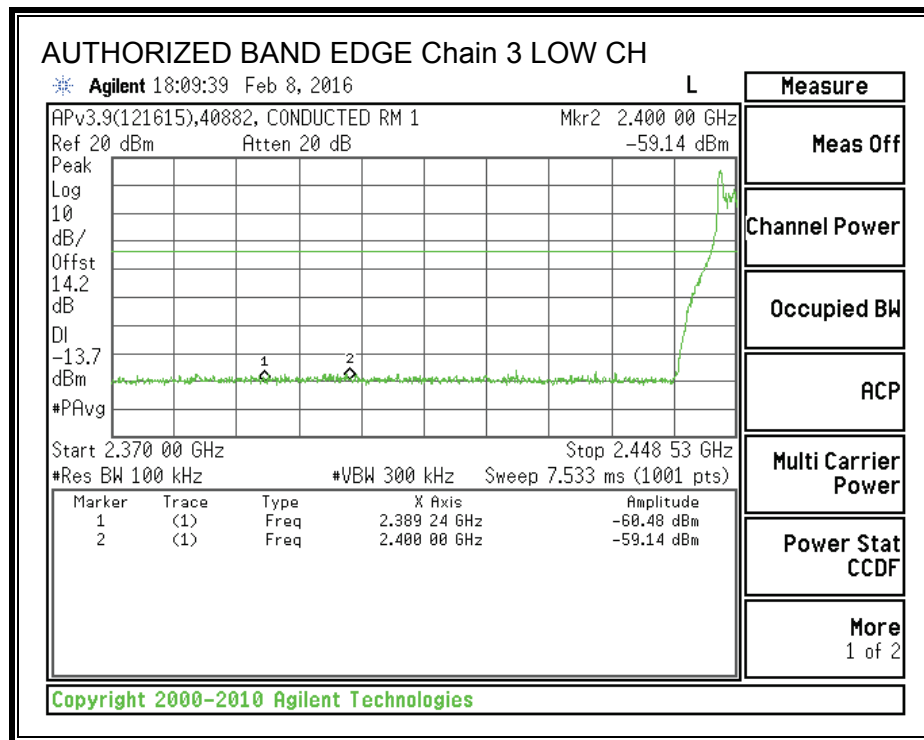 AUTHORIZED BAND EDGE Chain 3 LOW CH
Agilent 18:09:39 Feb 8, 2016 L
APv3.9(121615),40882, CONDUCTED RM 1 Mkr2 2.400 00 GHz
Ref 20 dBm Atten 20 dB -59.14 dBm
Peak
Log
10
dB/
Offst
14.2
dB
DI
-13.7
dBm
#PAvg
1 2
Start 2.370 00 GHz Stop 2.448 53 GHz
#Res BW 100 kHz #VBW 300 kHz Sweep 7.533 ms (1001 pts)
Marker Trace Type X Axis Amplitude
1 (1) Freq 2.389 24 GHz -60.48 dBm
2 (1) Freq 2.400 00 GHz -59.14 dBm
Measure
Meas Off
Channel Power
Occupied BW
ACP
Multi Carrier
Power
Power Stat
CCDF
More
1 of 2
Copyright 2000-2010 Agilent Technologies